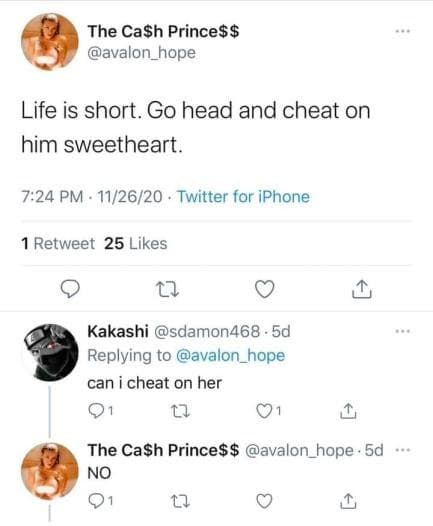 The Ca$h Prince$$
@avalon_hope
Life is short. Go head and cheat on
him sweetheart.
7:24 PM · 11/26/20 · Twitter for iPhone
1 Retweet 25 Likes
Kakashi @sdamon468 · 5d
Replying to @avalon_hope
can i cheat on her
1 1
The Ca$h Prince$$ @avalon_hope · 5d
NO
1